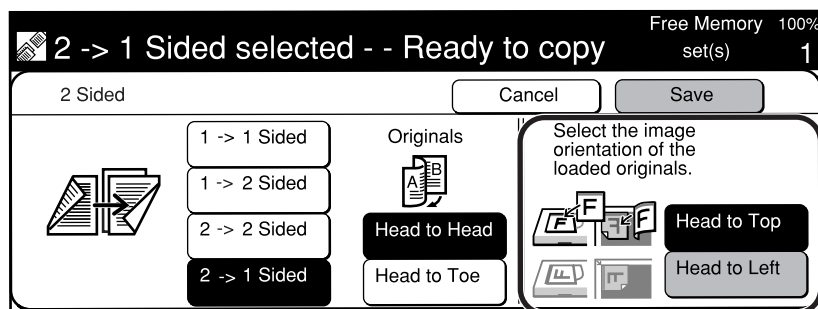 Free Memory 100%
2 -> 1 Sided selected - - Ready to copy
set(s) 1
2 Sided
Cancel
Save
1 -> 1 Sided
1 -> 2 Sided
2 -> 2 Sided
2 -> 1 Sided
Originals
A B
Head to Head
Head to Toe
Select the image
orientation of the
loaded originals.
F F F F
Head to Top
F F
Head to Left